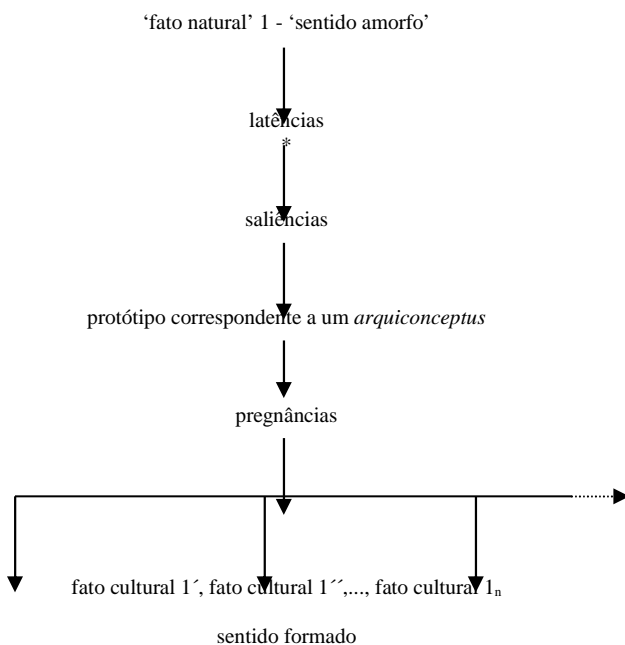 ‘fato natural’ 1 - ‘sentido amorfo’
latências
*
saliências
protótipo correspondente a um arquiconceptus
pregnâncias
fato cultural 1´, fato cultural 1´´,..., fato cultural 1n
sentido formado